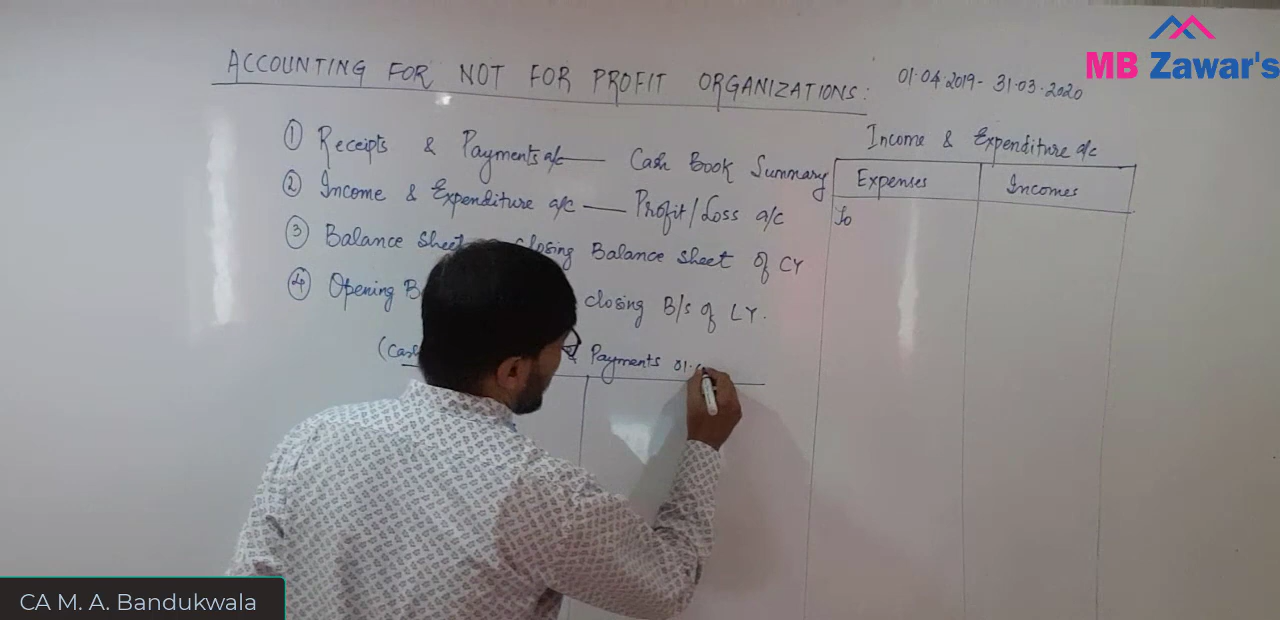 MB Zawar's
ACCOUNTING FOR NOT FOR PROFIT ORGANIZATIONS:
01.04.2019 - 31.03.2020
① Receipts & Payments a/c — Cash Book Summary
② Income & Expenditure a/c — Profit/Loss a/c
③ Balance Sheet closing Balance Sheet of CY
④ Opening B closing B/s of LY.
(Cash & Payments 01.
Income & Expenditure a/c
Expenses Incomes
To
CA M. A. Bandukwala